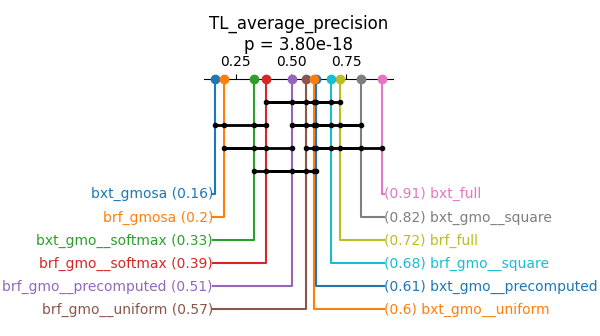 TL_average_precision
p = 3.80e-18
0.25 0.50 0.75
bxt_gmosa (0.16)
(0.91) bxt_full
brf_gmosa (0.2)
(0.82) bxt_gmo__square
bxt_gmo__softmax (0.33)
(0.72) brf_full
brf_gmo__softmax (0.39)
(0.68) brf_gmo__square
brf_gmo__precomputed (0.51)
(0.61) bxt_gmo__precomputed
brf_gmo__uniform (0.57)
(0.6) bxt_gmo__uniform